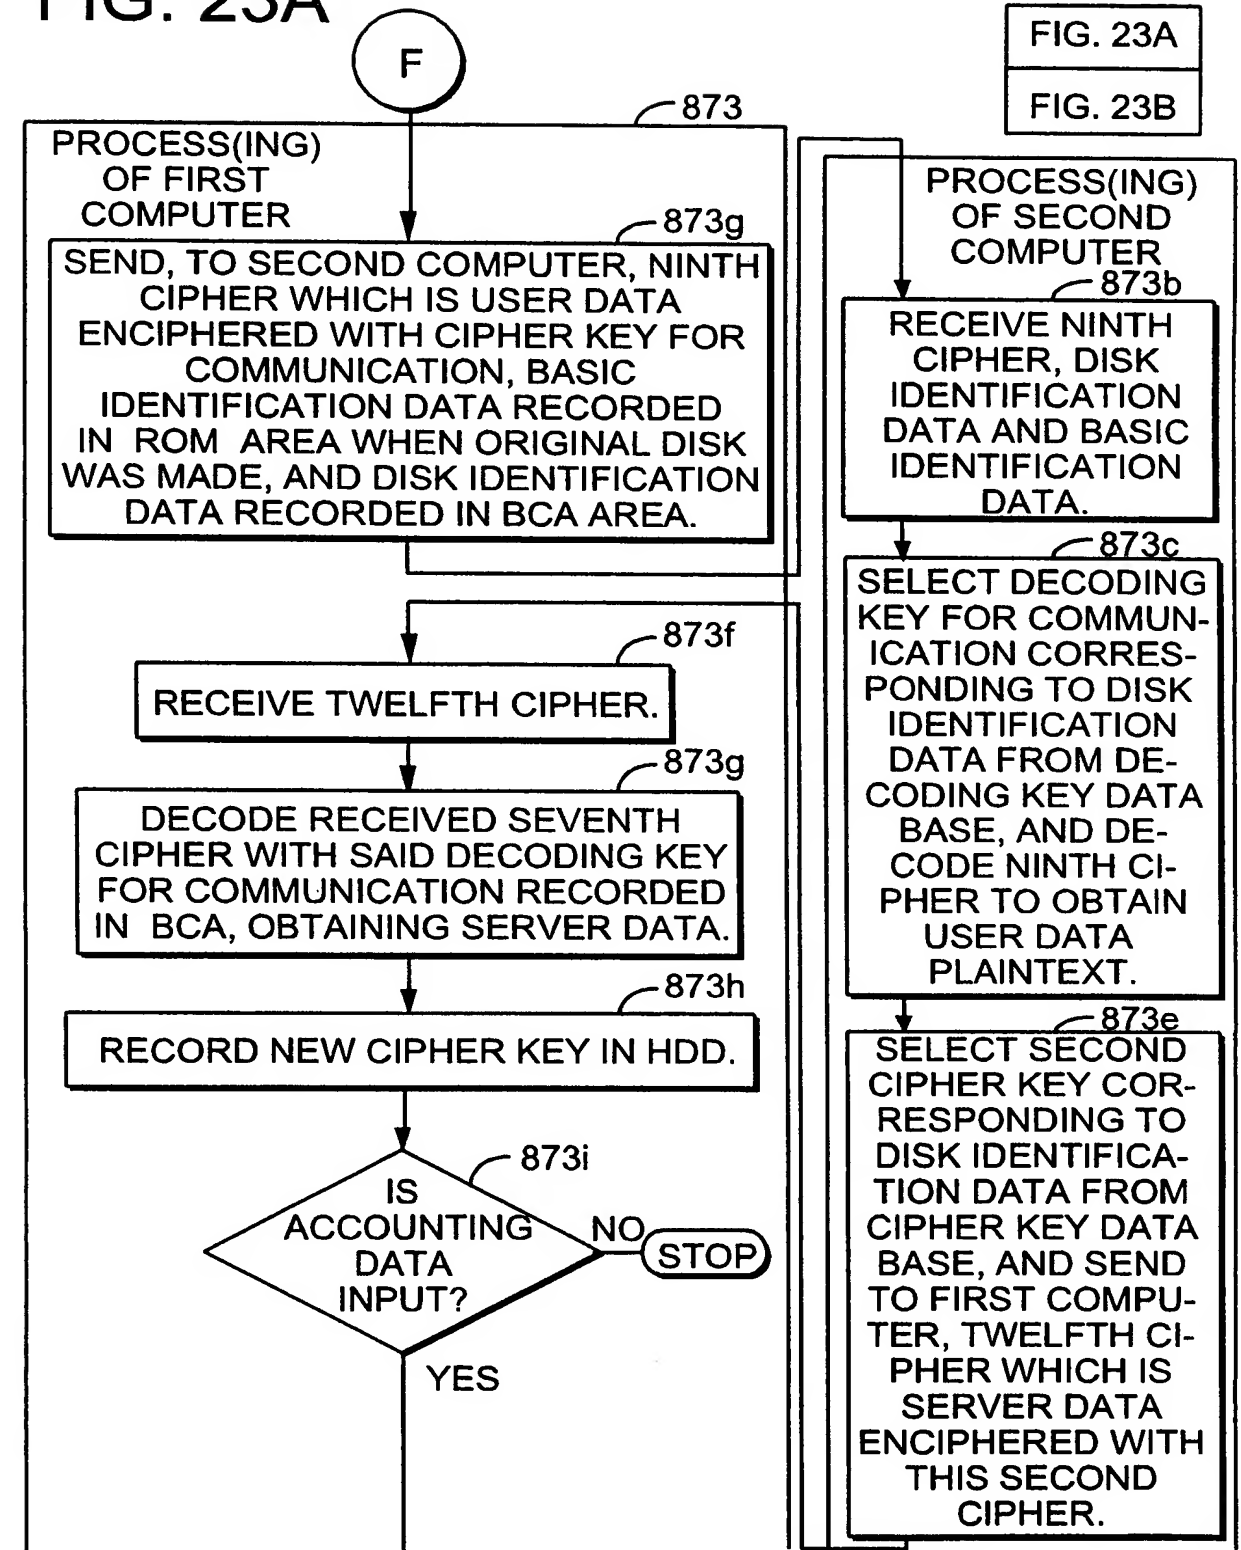 FIG. 23A
F
FIG. 23A
FIG. 23B
873
PROCESS(ING)
OF FIRST
COMPUTER
873g
SEND, TO SECOND COMPUTER, NINTH
CIPHER WHICH IS USER DATA
ENCIPHERED WITH CIPHER KEY FOR
COMMUNICATION, BASIC
IDENTIFICATION DATA RECORDED
IN ROM AREA WHEN ORIGINAL DISK
WAS MADE, AND DISK IDENTIFICATION
DATA RECORDED IN BCA AREA.
873f
RECEIVE TWELFTH CIPHER.
873g
DECODE RECEIVED SEVENTH
CIPHER WITH SAID DECODING KEY
FOR COMMUNICATION RECORDED
IN BCA, OBTAINING SERVER DATA.
873h
RECORD NEW CIPHER KEY IN HDD.
873i
IS
ACCOUNTING
DATA
INPUT?
NO
STOP
YES
PROCESS(ING)
OF SECOND
COMPUTER
873b
RECEIVE NINTH
CIPHER, DISK
IDENTIFICATION
DATA AND BASIC
IDENTIFICATION
DATA.
873c
SELECT DECODING
KEY FOR COMMUN-
ICATION CORRES-
PONDING TO DISK
IDENTIFICATION
DATA FROM DE-
CODING KEY DATA
BASE, AND DE-
CODE NINTH CI-
PHER TO OBTAIN
USER DATA
PLAINTEXT.
873e
SELECT SECOND
CIPHER KEY COR-
RESPONDING TO
DISK IDENTIFICA-
TION DATA FROM
CIPHER KEY DATA
BASE, AND SEND
TO FIRST COMPU-
TER, TWELFTH CI-
PHER WHICH IS
SERVER DATA
ENCIPHERED WITH
THIS SECOND
CIPHER.